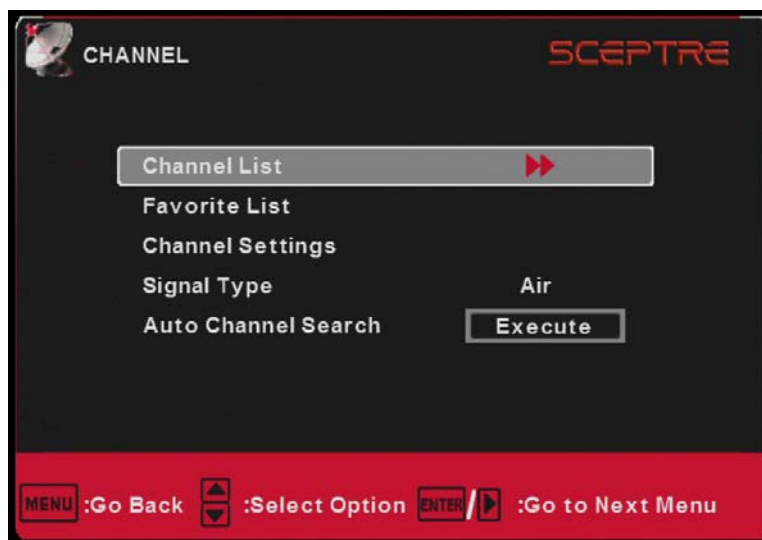 CHANNEL
SCEPTRE
Channel List
Favorite List
Channel Settings
Signal Type Air
Auto Channel Search Execute
MENU :Go Back :Select Option ENTER/ :Go to Next Menu